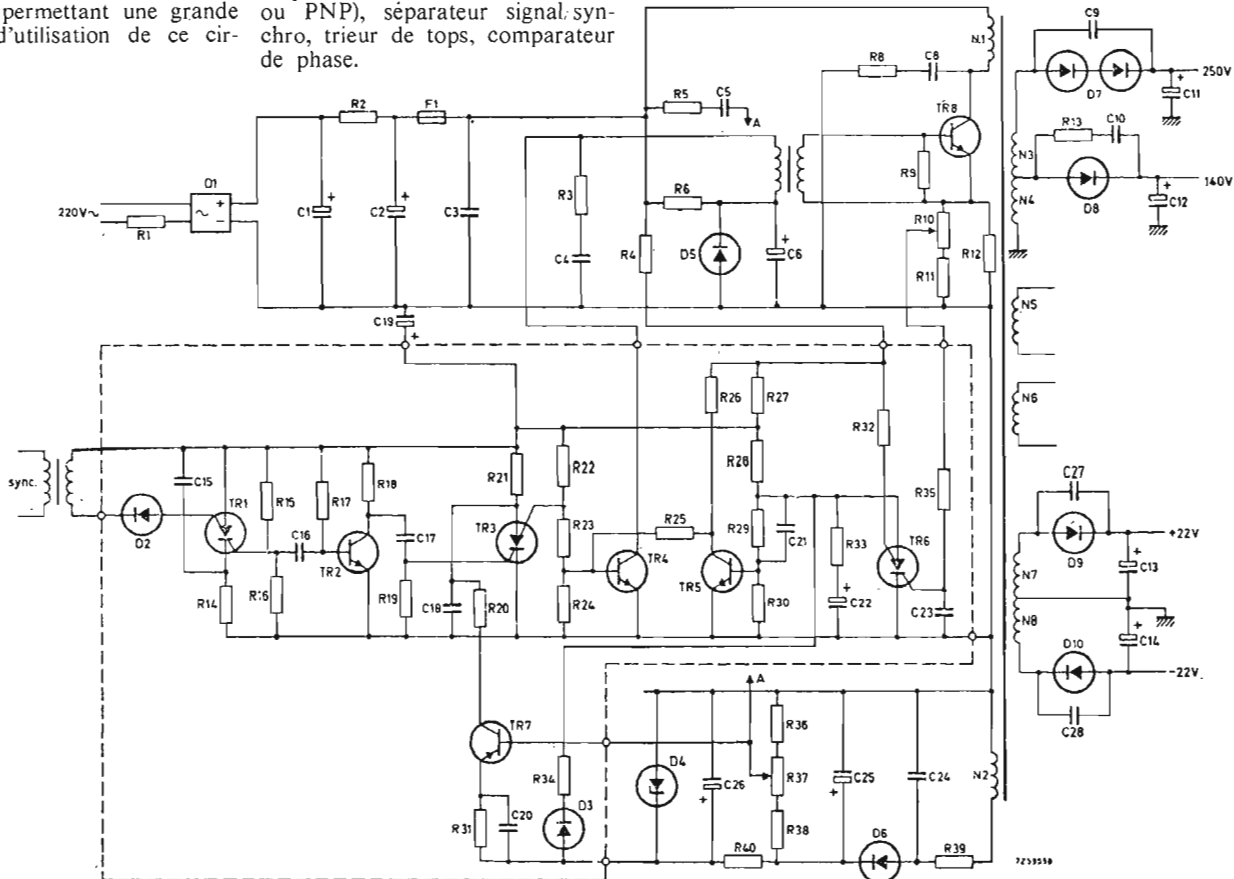 permettant une grande
d'utilisation de ce cir-
ou PNP), séparateur signal syn-
chro, trieur de tops, comparateur
de phase.
N1
C9
R8
C8
250V
D7
C11
R2
F1
R5
C5
A
TR8
R13
C10
N3
R9
D1
140V
220V~
R1
C1
C2
C3
R3
R6
N4
D8
C12
R10
R4
D5
C6
R12
C4
R11
N5
C19
R26
R27
N6
R32
R22
R28
R21
C27
sync.
C15
R15
R17
R18
R35
TR1
TR3
R23
R25
R29
C21
R33
TR6
+22V
C16
C17
D2
D9
C13
TR2
TR4
TR5
N7
R14
R16
R19
C18
R20
R24
R30
C22
C23
N8
C14
D10
A
-22V
TR7
R36
C28
D4
R34
C26
R37
C25
C24
N2
D3
R31
C20
R38
D6
R40
R39